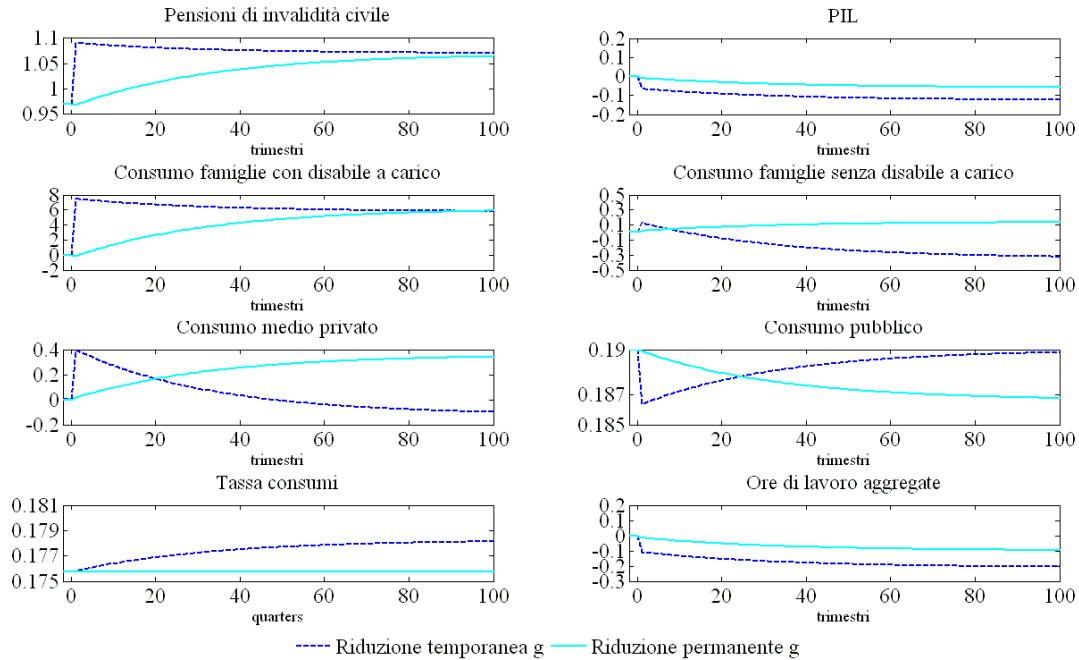 Pensioni di invalidità civile
1.1
1.05
1
0.95
0 20 40 60 80 100
trimestri
PIL
0.2
0.1
0
-0.1
-0.2
0 20 40 60 80 100
trimestri
Consumo famiglie con disabile a carico
8
6
4
2
0
-2
0 20 40 60 80 100
trimestri
Consumo famiglie senza disabile a carico
0.5
0.3
0.1
-0.1
-0.3
-0.5
0 20 40 60 80 100
trimestri
Consumo medio privato
0.4
0.2
0
-0.2
0 20 40 60 80 100
trimestri
Consumo pubblico
0.19
0.187
0.185
0 20 40 60 80 100
trimestri
Tassa consumi
0.181
0.179
0.177
0.175
0 20 40 60 80 100
quarters
Ore di lavoro aggregate
0.2
0.1
0
-0.1
-0.2
-0.3
0 20 40 60 80 100
trimestri
Riduzione temporanea g Riduzione permanente g